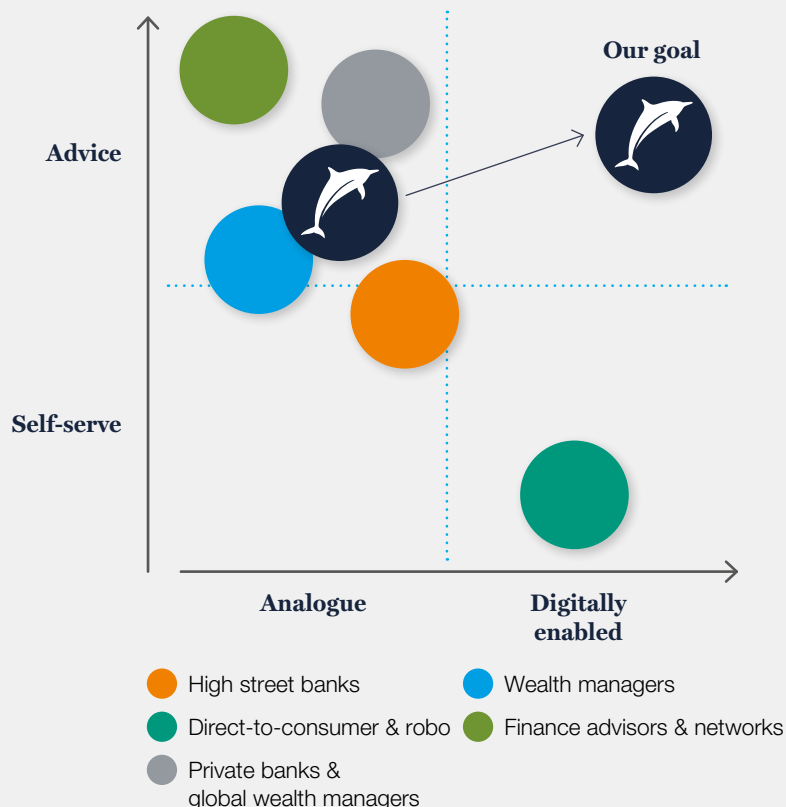 Our goal
Advice
Self-serve
Analogue
Digitally
enabled
High street banks
Wealth managers
Direct-to-consumer & robo
Finance advisors & networks
Private banks &
global wealth managers